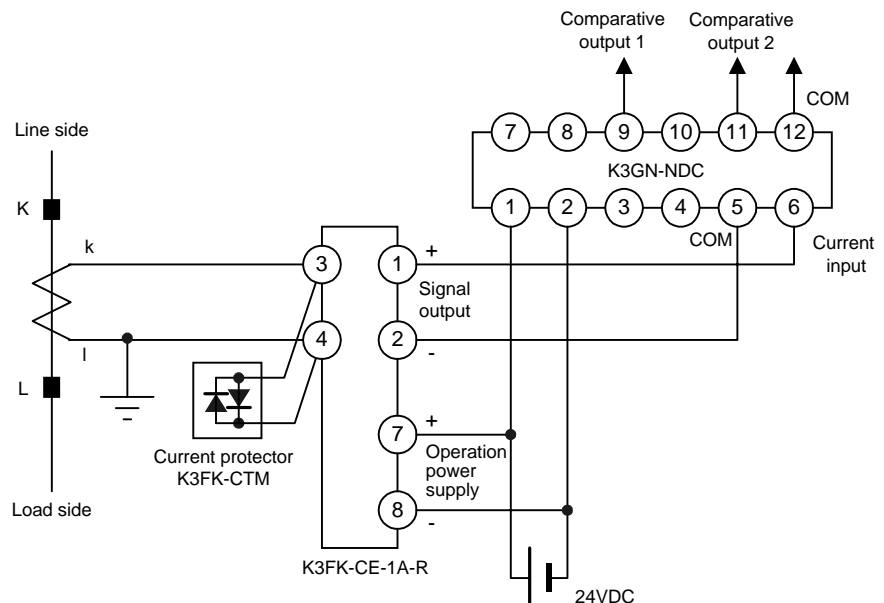 Comparative
output 1
Comparative
output 2
COM
Line side
7 8 9 10 11 12
K3GN-NDC
K
1 2 3 4 5 6
k
COM
Current
input
3
1
+
Signal
output
4
2
-
l
L
7
+
Operation
power
supply
Current protector
K3FK-CTM
8
-
Load side
K3FK-CE-1A-R
24VDC